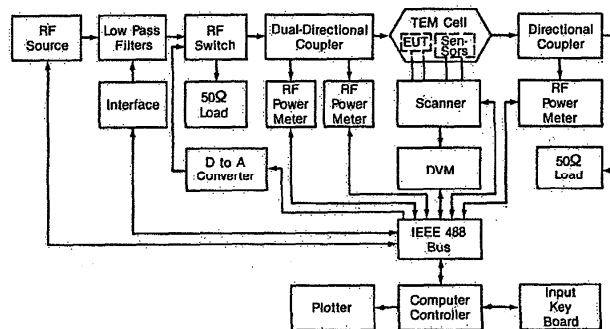 RF
Source
Low Pass
Filters
RF
Switch
Dual-Directional
Coupler
TEM Cell
EUT
Sen-
sors
Directional
Coupler
Interface
50Ω
Load
RF
Power
Meter
RF
Power
Meter
Scanner
RF
Power
Meter
D to A
Converter
DVM
50Ω
Load
IEEE 488
Bus
Plotter
Computer
Controller
Input
Key
Board